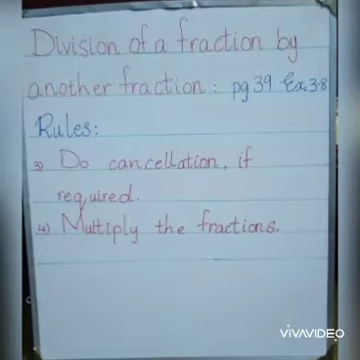 Division of a fraction by
another fraction: pg 39 Ex 3.8
Rules:
3) Do cancellation, if
required.
4) Multiply the fractions.
VIVAVIDEO